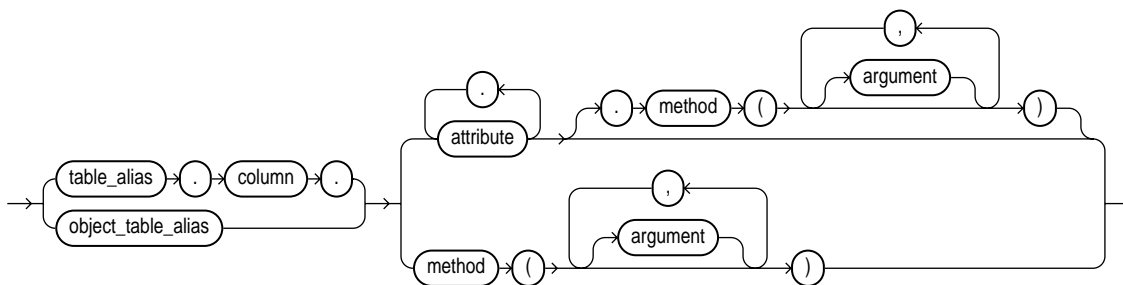 ,
argument
.
. method (
)
attribute
table_alias . column .
,
object_table_alias
argument
method (
)